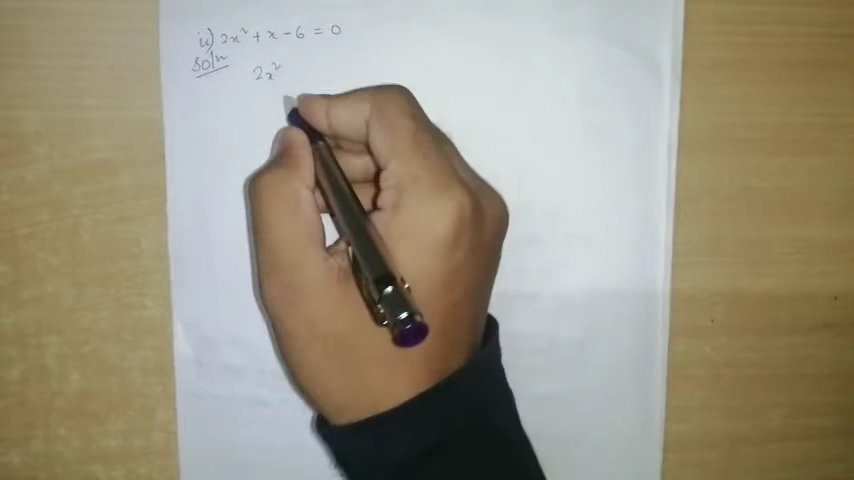 ii) 2x² + x - 6 = 0
Soln
2x²